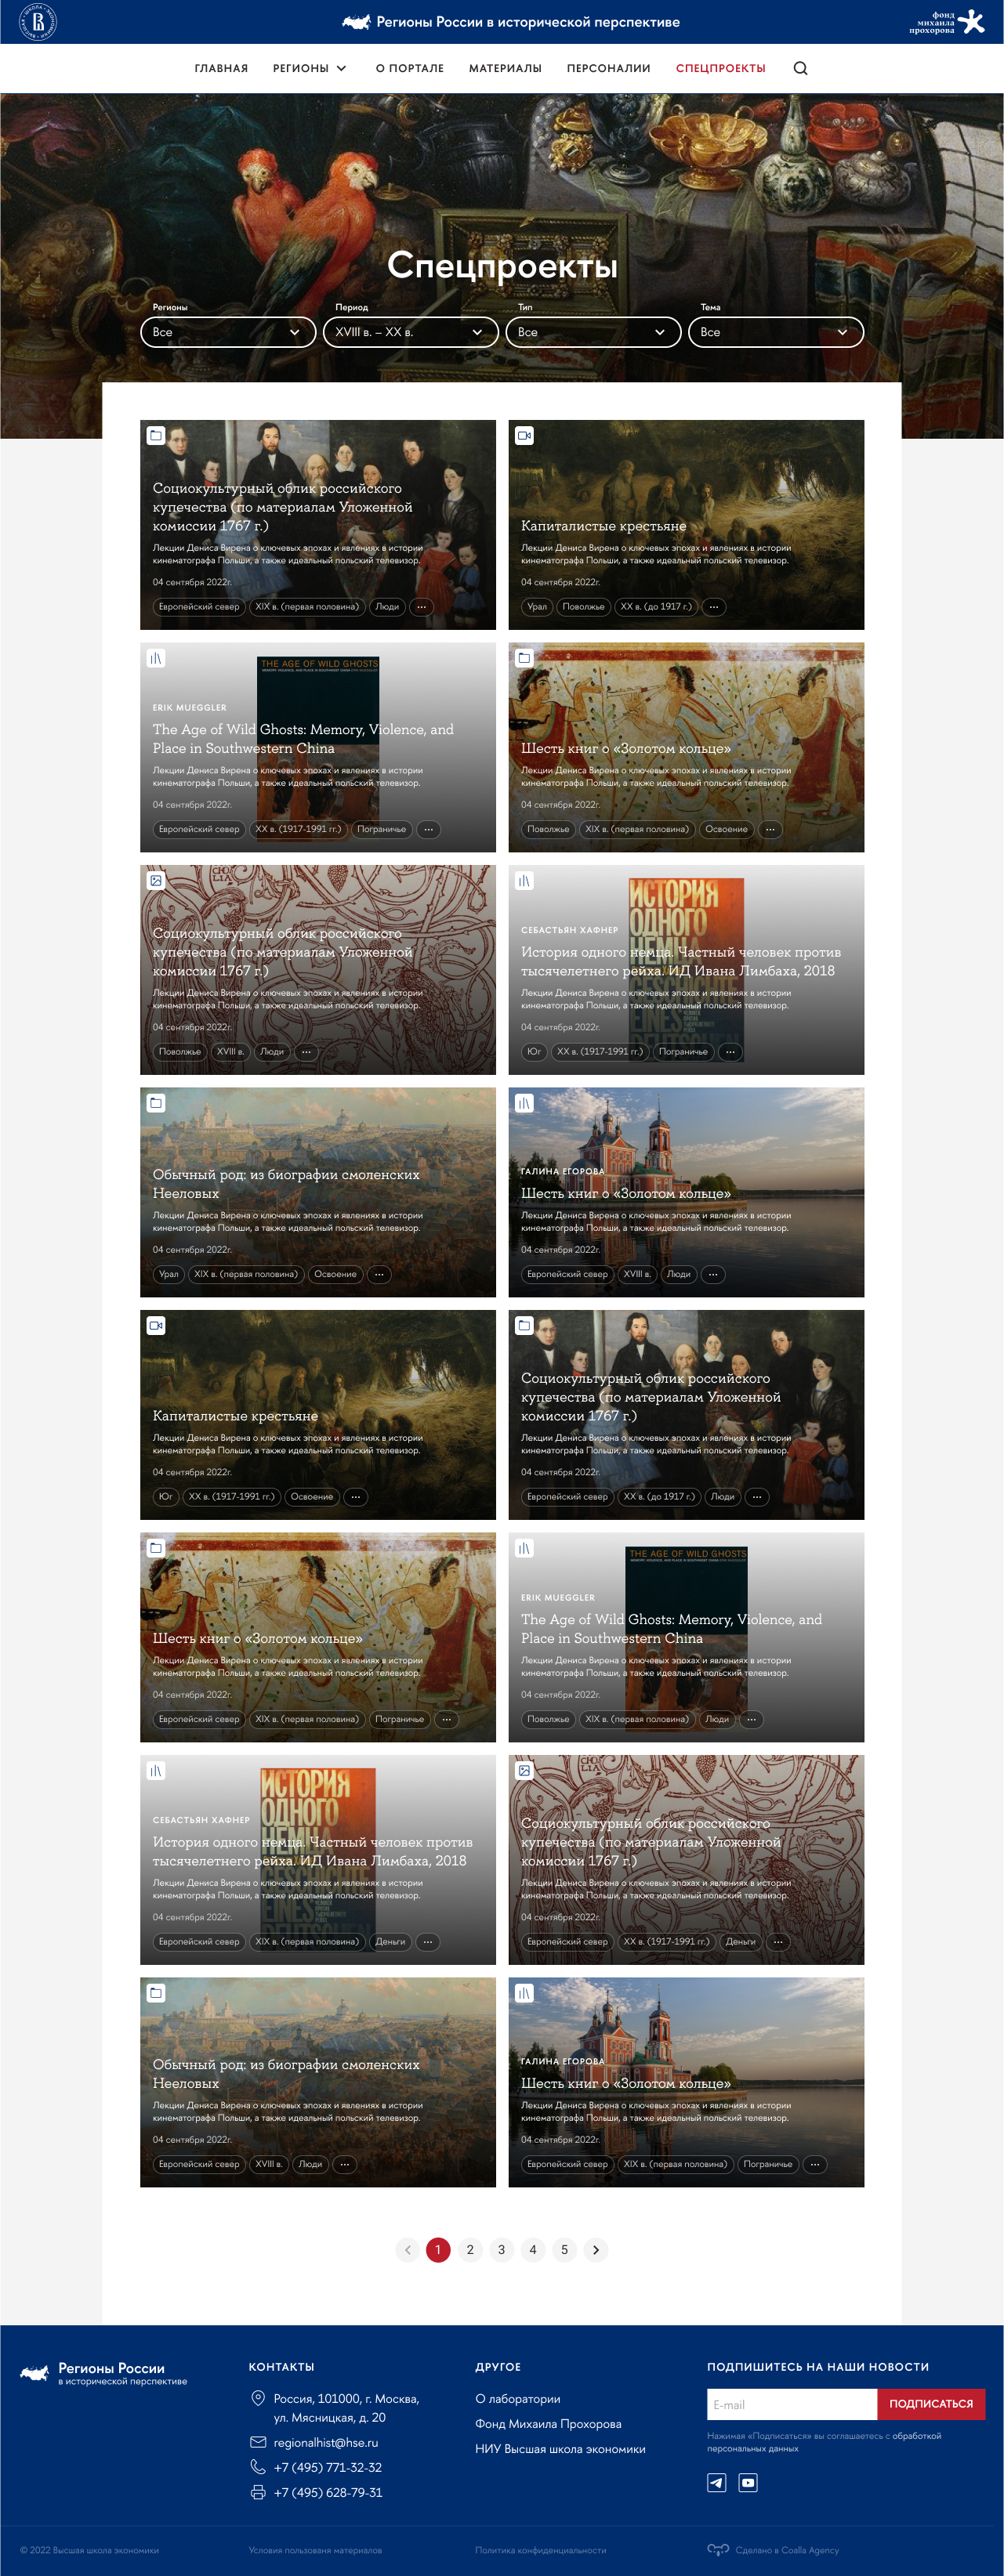 Регионы России в исторической перспективе
фонд
михаила
прохорова
ГЛАВНАЯ РЕГИОНЫ О ПОРТАЛЕ МАТЕРИАЛЫ ПЕРСОНАЛИИ СПЕЦПРОЕКТЫ
Спецпроекты
Регионы Период Тип Тема
Все XVIII в. – XX в. Все Все
Социокультурный облик российского
купечества (по материалам Уложенной
комиссии 1767 г.)
Лекции Дениса Вирена о ключевых эпохах и явлениях в истории
кинематографа Польши, а также идеальный польский телевизор.
04 сентября 2022г.
Европейский север XIX в. (первая половина) Люди ...
Капиталистые крестьяне
Лекции Дениса Вирена о ключевых эпохах и явлениях в истории
кинематографа Польши, а также идеальный польский телевизор.
04 сентября 2022г.
Урал Поволжье XX в. (до 1917 г.) ...
THE AGE OF WILD GHOSTS
ERIK MUEGGLER
The Age of Wild Ghosts: Memory, Violence, and
Place in Southwestern China
Лекции Дениса Вирена о ключевых эпохах и явлениях в истории
кинематографа Польши, а также идеальный польский телевизор.
04 сентября 2022г.
Европейский север XX в. (1917-1991 гг.) Пограничье ...
Шесть книг о «Золотом кольце»
Лекции Дениса Вирена о ключевых эпохах и явлениях в истории
кинематографа Польши, а также идеальный польский телевизор.
04 сентября 2022г.
Поволжье XIX в. (первая половина) Освоение ...
Социокультурный облик российского
купечества (по материалам Уложенной
комиссии 1767 г.)
Лекции Дениса Вирена о ключевых эпохах и явлениях в истории
кинематографа Польши, а также идеальный польский телевизор.
04 сентября 2022г.
Поволжье XVIII в. Люди ...
ИСТОРИЯ
ОДНОГО
СЕБАСТЬЯН ХАФНЕР
История одного немца. Частный человек против
тысячелетнего рейха. ИД Ивана Лимбаха, 2018
Лекции Дениса Вирена о ключевых эпохах и явлениях в истории
кинематографа Польши, а также идеальный польский телевизор.
04 сентября 2022г.
Юг XX в. (1917-1991 гг.) Пограничье ...
Обычный род: из биографии смоленских
Нееловых
Лекции Дениса Вирена о ключевых эпохах и явлениях в истории
кинематографа Польши, а также идеальный польский телевизор.
04 сентября 2022г.
Урал XIX в. (первая половина) Освоение ...
ГАЛИНА ЕГОРОВА
Шесть книг о «Золотом кольце»
Лекции Дениса Вирена о ключевых эпохах и явлениях в истории
кинематографа Польши, а также идеальный польский телевизор.
04 сентября 2022г.
Европейский север XVIII в. Люди ...
Капиталистые крестьяне
Лекции Дениса Вирена о ключевых эпохах и явлениях в истории
кинематографа Польши, а также идеальный польский телевизор.
04 сентября 2022г.
Юг XX в. (1917-1991 гг.) Освоение ...
Социокультурный облик российского
купечества (по материалам Уложенной
комиссии 1767 г.)
Лекции Дениса Вирена о ключевых эпохах и явлениях в истории
кинематографа Польши, а также идеальный польский телевизор.
04 сентября 2022г.
Европейский север XX в. (до 1917 г.) Люди ...
Шесть книг о «Золотом кольце»
Лекции Дениса Вирена о ключевых эпохах и явлениях в истории
кинематографа Польши, а также идеальный польский телевизор.
04 сентября 2022г.
Европейский север XIX в. (первая половина) Пограничье ...
THE AGE OF WILD GHOSTS
ERIK MUEGGLER
The Age of Wild Ghosts: Memory, Violence, and
Place in Southwestern China
Лекции Дениса Вирена о ключевых эпохах и явлениях в истории
кинематографа Польши, а также идеальный польский телевизор.
04 сентября 2022г.
Поволжье XIX в. (первая половина) Люди ...
ИСТОРИЯ
ОДНОГО
СЕБАСТЬЯН ХАФНЕР
История одного немца. Частный человек против
тысячелетнего рейха. ИД Ивана Лимбаха, 2018
Лекции Дениса Вирена о ключевых эпохах и явлениях в истории
кинематографа Польши, а также идеальный польский телевизор.
04 сентября 2022г.
Европейский север XIX в. (первая половина) Деньги ...
Социокультурный облик российского
купечества (по материалам Уложенной
комиссии 1767 г.)
Лекции Дениса Вирена о ключевых эпохах и явлениях в истории
кинематографа Польши, а также идеальный польский телевизор.
04 сентября 2022г.
Европейский север XX в. (1917-1991 гг.) Деньги ...
Обычный род: из биографии смоленских
Нееловых
Лекции Дениса Вирена о ключевых эпохах и явлениях в истории
кинематографа Польши, а также идеальный польский телевизор.
04 сентября 2022г.
Европейский север XVIII в. Люди ...
ГАЛИНА ЕГОРОВА
Шесть книг о «Золотом кольце»
Лекции Дениса Вирена о ключевых эпохах и явлениях в истории
кинематографа Польши, а также идеальный польский телевизор.
04 сентября 2022г.
Европейский север XIX в. (первая половина) Пограничье ...
1 2 3 4 5
Регионы России
в исторической перспективе
КОНТАКТЫ
Россия, 101000, г. Москва,
ул. Мясницкая, д. 20
regionalhist@hse.ru
+7 (495) 771-32-32
+7 (495) 628-79-31
ДРУГОЕ
О лаборатории
Фонд Михаила Прохорова
НИУ Высшая школа экономики
ПОДПИШИТЕСЬ НА НАШИ НОВОСТИ
E-mail ПОДПИСАТЬСЯ
Нажимая «Подписаться» вы соглашаетесь с обработкой
персональных данных
© 2022 Высшая школа экономики Условия пользованя материалов Политика конфиденциальности Сделано в Coalla Agency